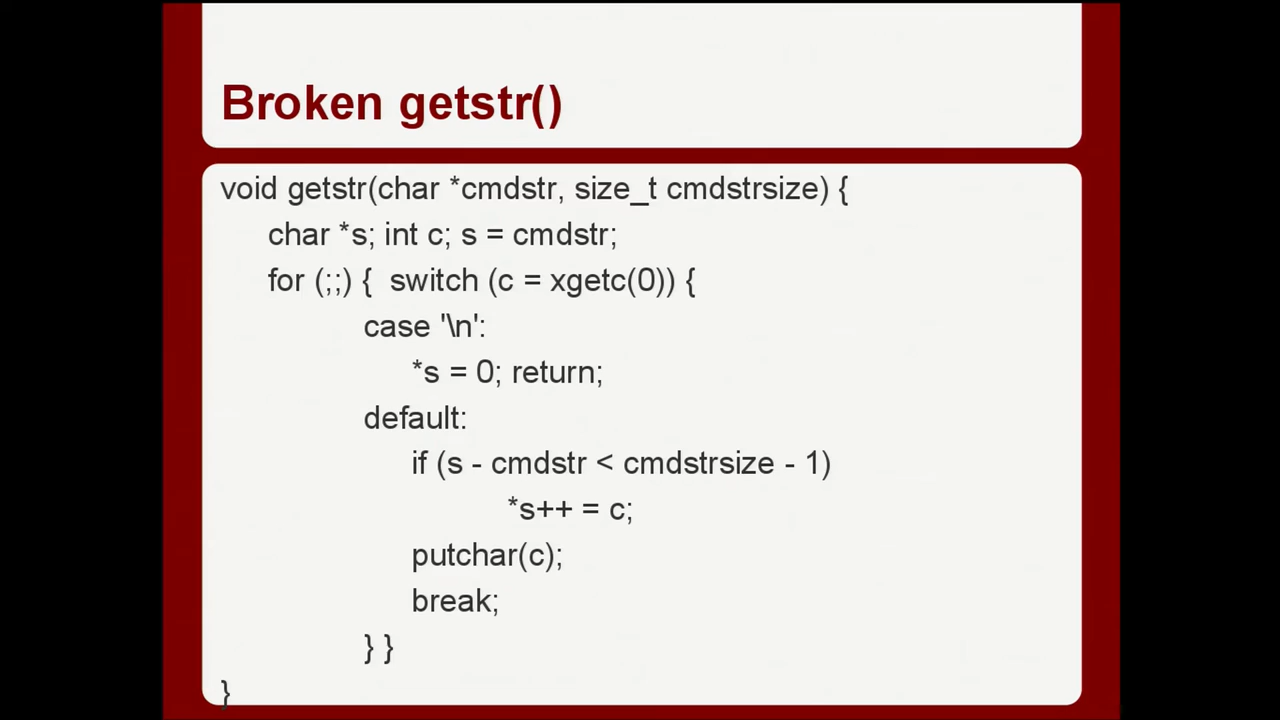 Broken getstr()
void getstr(char *cmdstr, size_t cmdstrsize) {
char *s; int c; s = cmdstr;
for (;;) { switch (c = xgetc(0)) {
case '\n':
*s = 0; return;
default:
if (s - cmdstr < cmdstrsize - 1)
*s++ = c;
putchar(c);
break;
} }
}